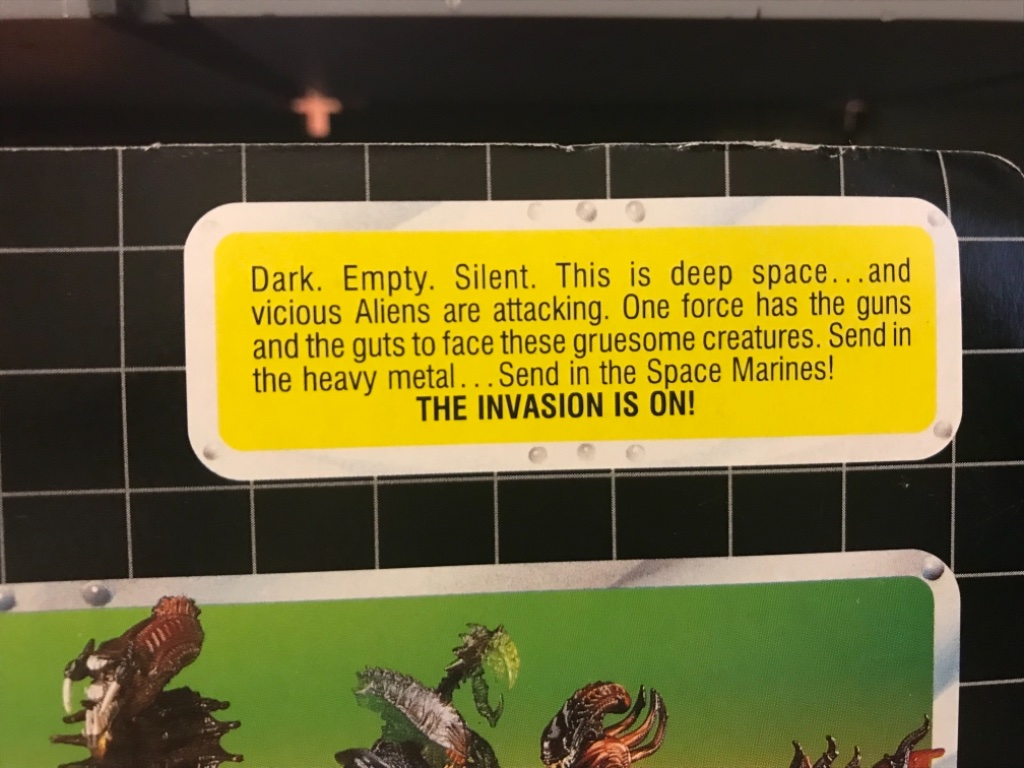 Dark. Empty. Silent. This is deep space...and
vicious Aliens are attacking. One force has the guns
and the guts to face these gruesome creatures. Send in
the heavy metal...Send in the Space Marines!
THE INVASION IS ON!